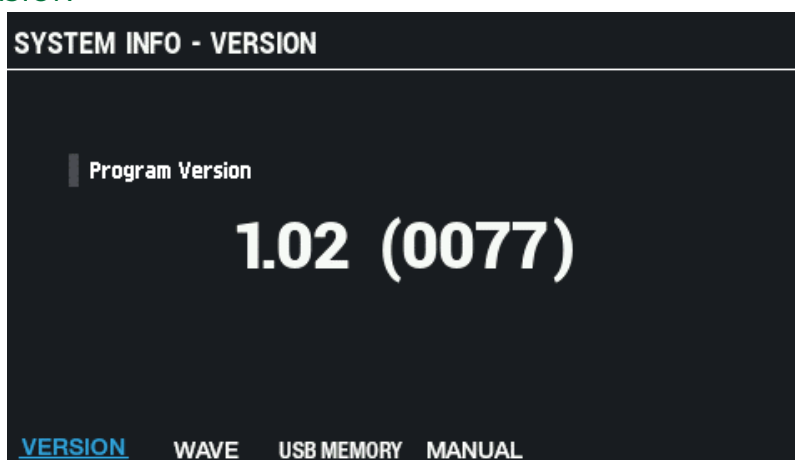 SYSTEM INFO - VERSION
Program Version
1.02 (0077)
VERSION WAVE USB MEMORY MANUAL